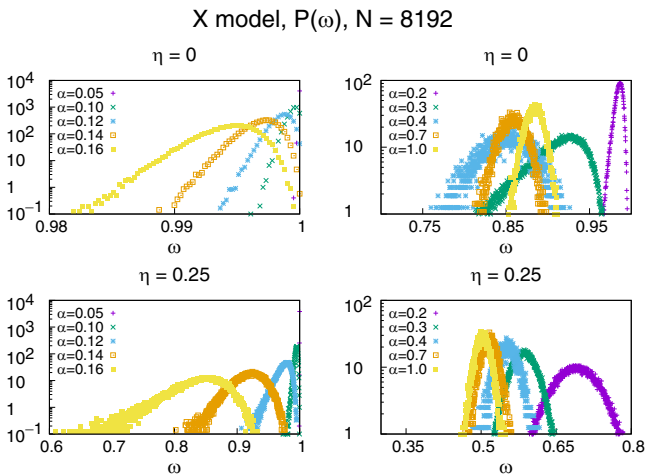 X model, P(ω), N = 8192
η = 0
10⁴
10³
10²
10¹
1
10⁻¹
α=0.05
α=0.10
α=0.12
α=0.14
α=0.16
0.98
0.99
1
ω
η = 0
10²
10
1
α=0.2
α=0.3
α=0.4
α=0.7
α=1.0
0.75
0.85
0.95
ω
η = 0.25
10⁴
10³
10²
10¹
1
10⁻¹
α=0.05
α=0.10
α=0.12
α=0.14
α=0.16
0.6
0.7
0.8
0.9
1
ω
η = 0.25
10²
10
1
α=0.2
α=0.3
α=0.4
α=0.7
α=1.0
0.35
0.5
0.65
0.8
ω